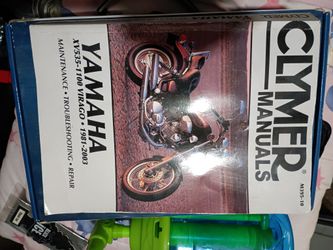 CLYMER
MANUALS
M395-10
YAMAHA
XV535-1100 VIRAGO • 1981-2003
MAINTENANCE • TROUBLESHOOTING • REPAIR